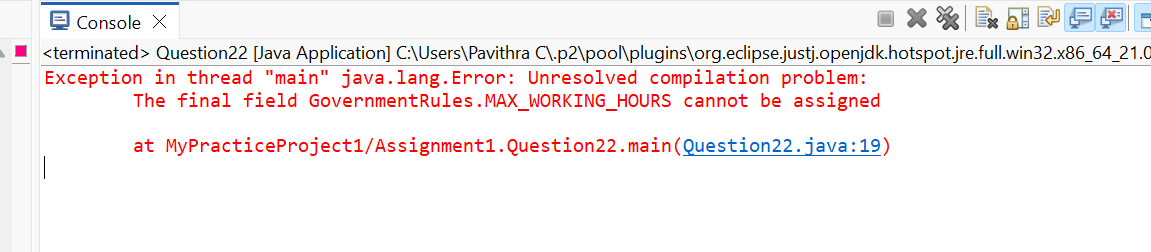 Console
<terminated> Question22 [Java Application] C:\Users\Pavithra C\.p2\pool\plugins\org.eclipse.justj.openjdk.hotspot.jre.full.win32.x86_64_21.0
Exception in thread "main" java.lang.Error: Unresolved compilation problem:
The final field GovernmentRules.MAX_WORKING_HOURS cannot be assigned
at MyPracticeProject1/Assignment1.Question22.main(Question22.java:19)